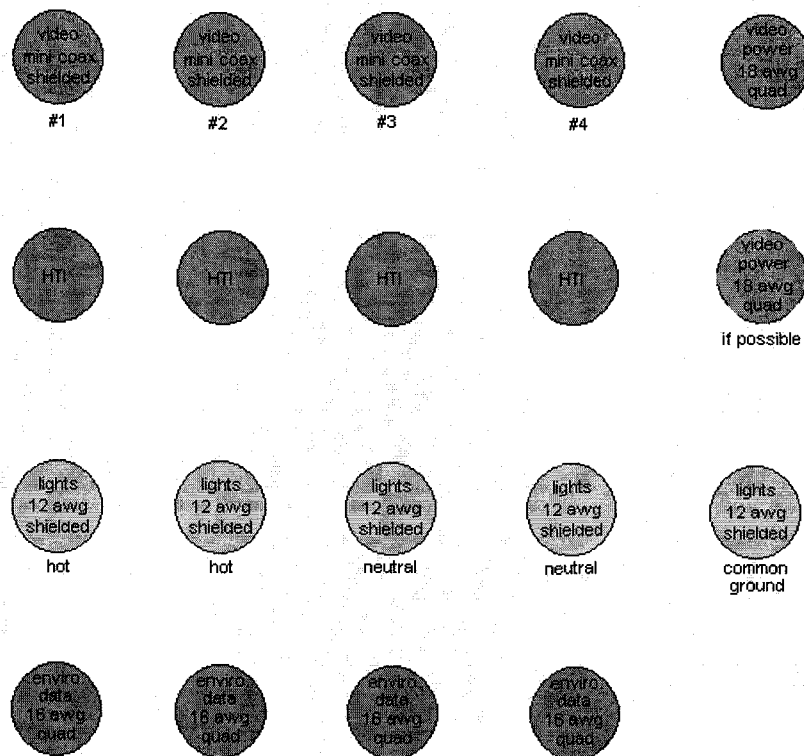 video
mini coax
shielded
#1
video
mini coax
shielded
#2
video
mini coax
shielded
#3
video
mini coax
shielded
#4
video
power
18 awg
quad
HTI
HTI
HTI
HTI
video
power
18 awg
quad
if possible
lights
12 awg
shielded
hot
lights
12 awg
shielded
hot
lights
12 awg
shielded
neutral
lights
12 awg
shielded
neutral
lights
12 awg
shielded
common
ground
enviro
data
awg
quad
enviro
data
awg
quad
enviro
data
awg
quad
enviro
data
awg
quad